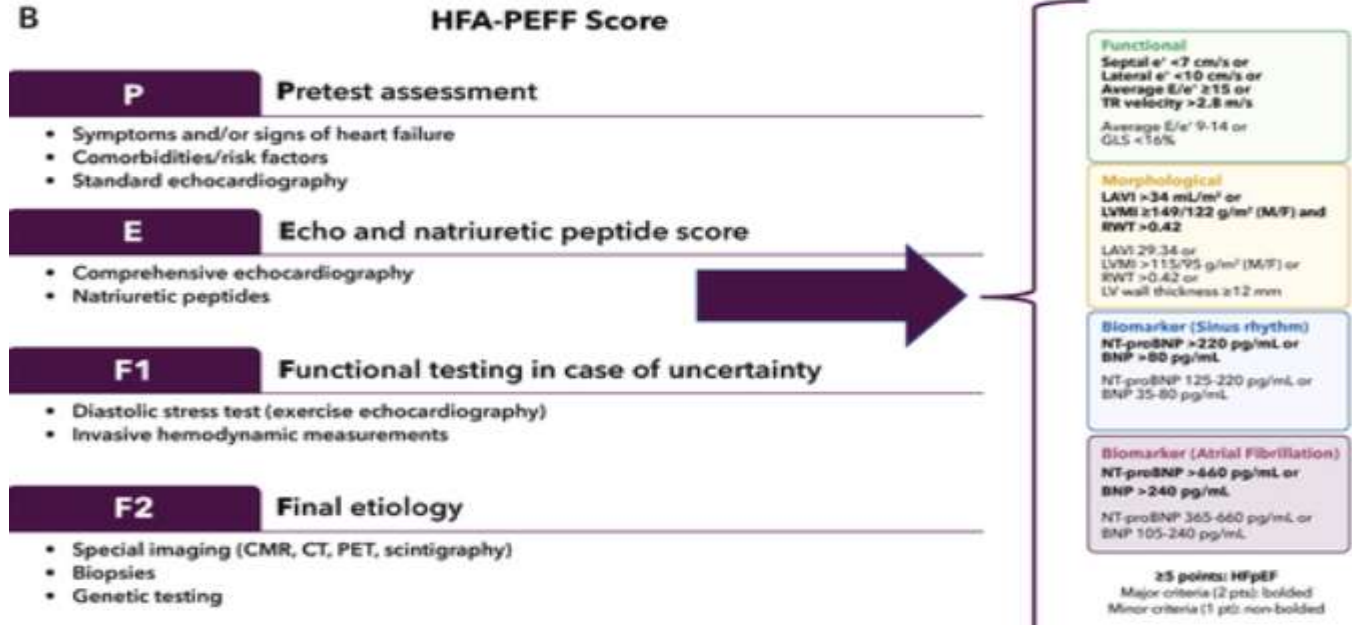 B
HFA-PEFF Score
P
Pretest assessment
• Symptoms and/or signs of heart failure
• Comorbidities/risk factors
• Standard echocardiography
E
Echo and natriuretic peptide score
• Comprehensive echocardiography
• Natriuretic peptides
F1
Functional testing in case of uncertainty
• Diastolic stress test (exercise echocardiography)
• Invasive hemodynamic measurements
F2
Final etiology
• Special imaging (CMR, CT, PET, scintigraphy)
• Biopsies
• Genetic testing
Functional
Septal e' <7 cm/s or
Lateral e' <10 cm/s or
Average E/e' ≥15 or
TR velocity >2.8 m/s
Average E/e' 9-14 or
GLS <16%
Morphological
LAVI >34 mL/m² or
LVMI ≥149/122 g/m² (M/F) and
RWT >0.42
LAVI 29-34 or
LVMI >115/95 g/m² (M/F) or
RWT >0.42 or
LV wall thickness ≥12 mm
Biomarker (Sinus rhythm)
NT-proBNP >220 pg/mL or
BNP >80 pg/mL
NT-proBNP 125-220 pg/mL or
BNP 35-80 pg/mL
Biomarker (Atrial Fibrillation)
NT-proBNP >660 pg/mL or
BNP >240 pg/mL
NT-proBNP 365-660 pg/mL or
BNP 105-240 pg/mL
≥5 points: HFpEF
Major criteria (2 pts): bolded
Minor criteria (1 pt): non-bolded